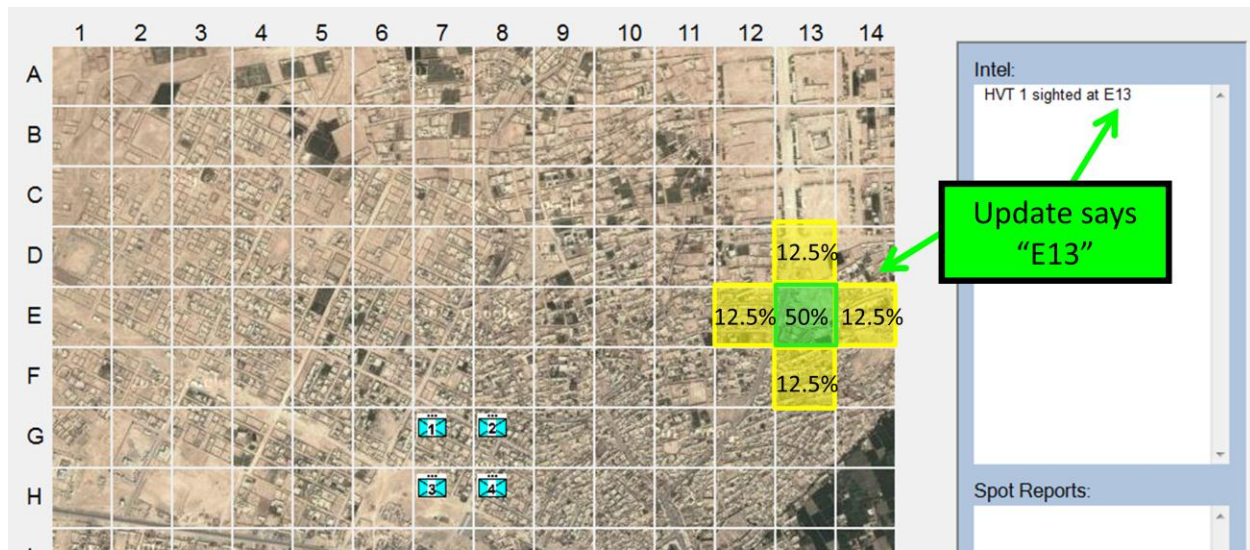 1 2 3 4 5 6 7 8 9 10 11 12 13 14
A
B
C
D
E
F
G
H
12.5%
12.5% 50% 12.5%
12.5%
1 2
3 4
Intel:
HVT 1 sighted at E13
Update says
“E13”
Spot Reports: